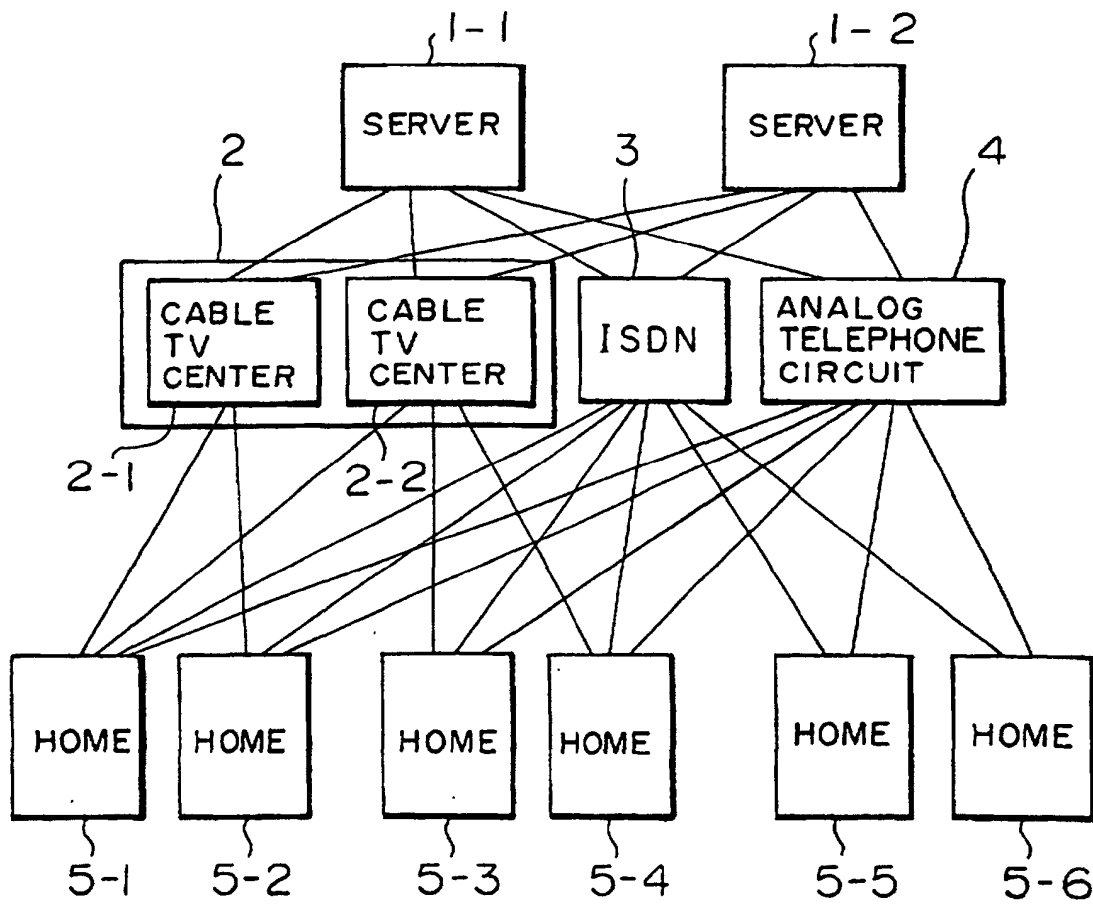 1-1
1-2
SERVER
SERVER
2
3
4
CABLE
TV
CENTER
CABLE
TV
CENTER
ISDN
ANALOG
TELEPHONE
CIRCUIT
2-1
2-2
HOME
HOME
HOME
HOME
HOME
HOME
5-1
5-2
5-3
5-4
5-5
5-6